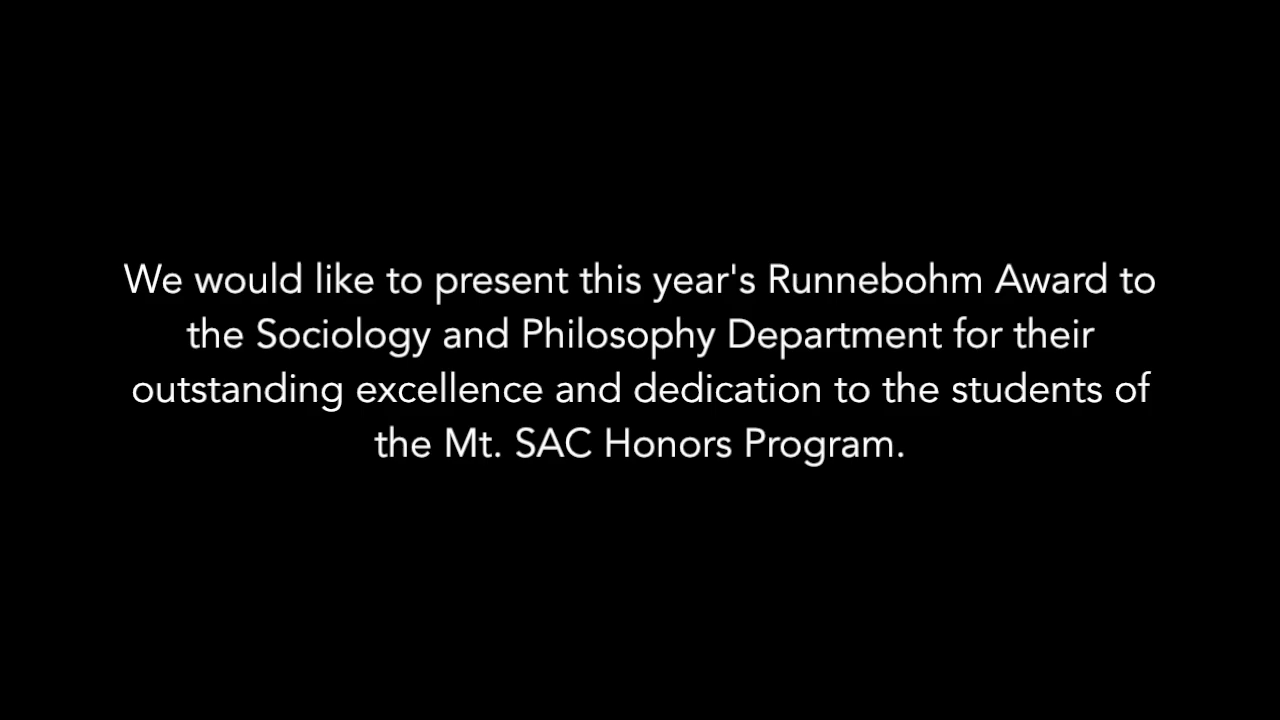 We would like to present this year's Runnebohm Award to
the Sociology and Philosophy Department for their
outstanding excellence and dedication to the students of
the Mt. SAC Honors Program.